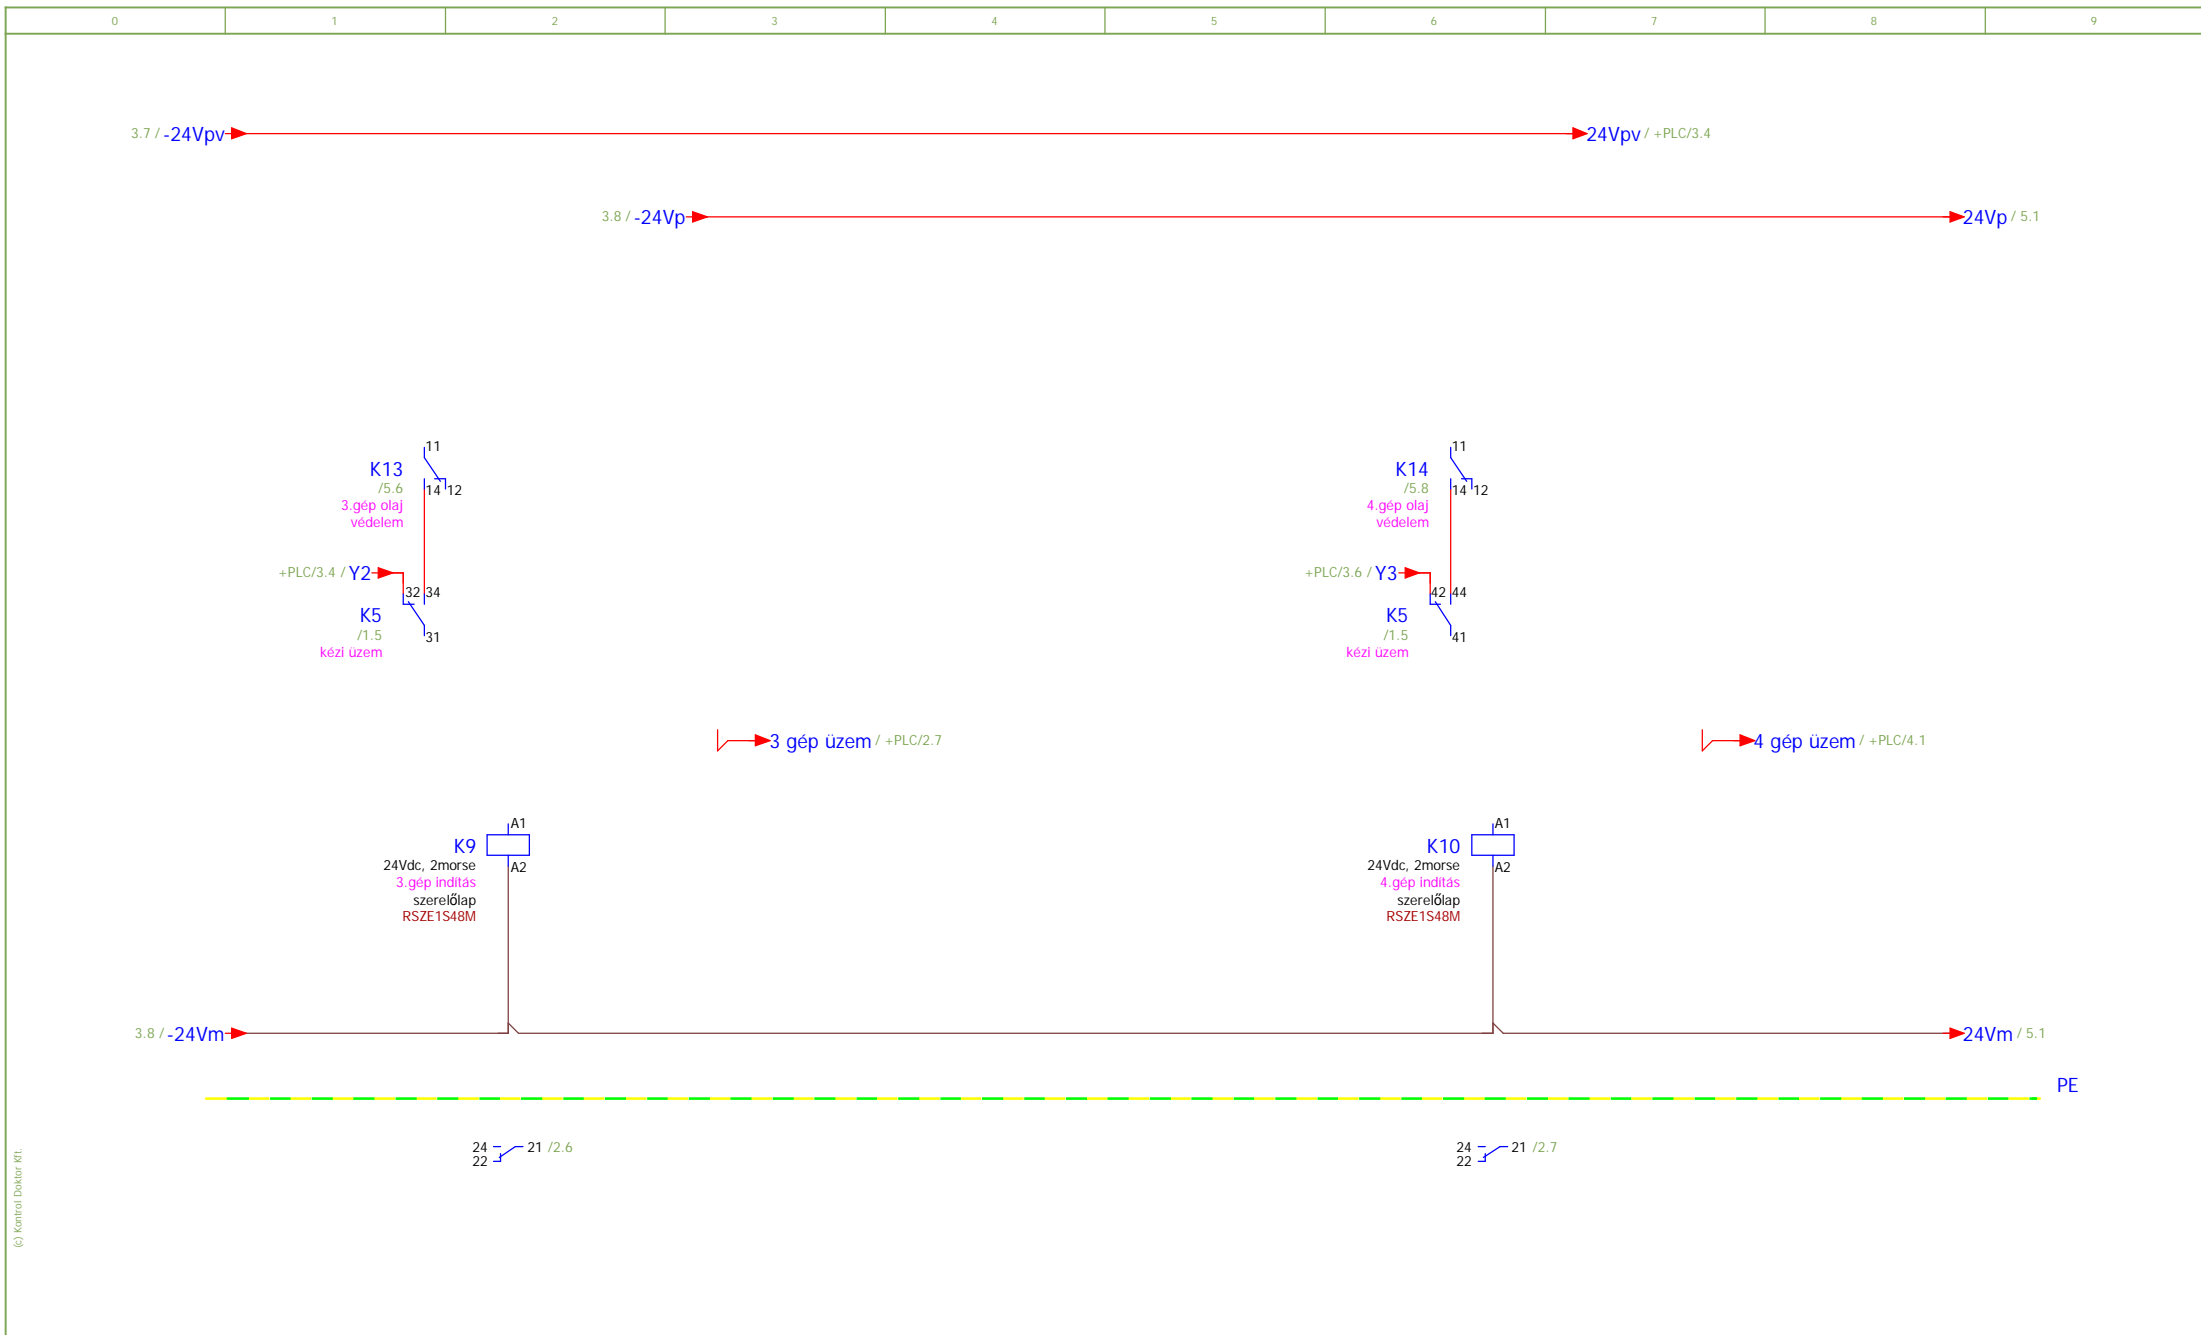 0 1 2 3 4 5 6 7 8 9
3.7 / -24Vpv 24Vpv / +PLC/3.4
3.8 / -24Vp 24Vp / 5.1
11
K13
/5.6
14 12
3.gép olaj
védelem
+PLC/3.4 / Y2
32 34
K5
/1.5
31
kézi üzem
11
K14
/5.8
14 12
4.gép olaj
védelem
+PLC/3.6 / Y3
42 44
K5
/1.5
41
kézi üzem
3 gép üzem / +PLC/2.7
4 gép üzem / +PLC/4.1
A1
K9
24Vdc, 2morse
A2
3.gép indítás
szerelőlap
RSZE1S48M
A1
K10
24Vdc, 2morse
A2
4.gép indítás
szerelőlap
RSZE1S48M
3.8 / -24Vm 24Vm / 5.1
PE
24 21 /2.6
22
24 21 /2.7
22
(c) Kontrol Doktor Kft.